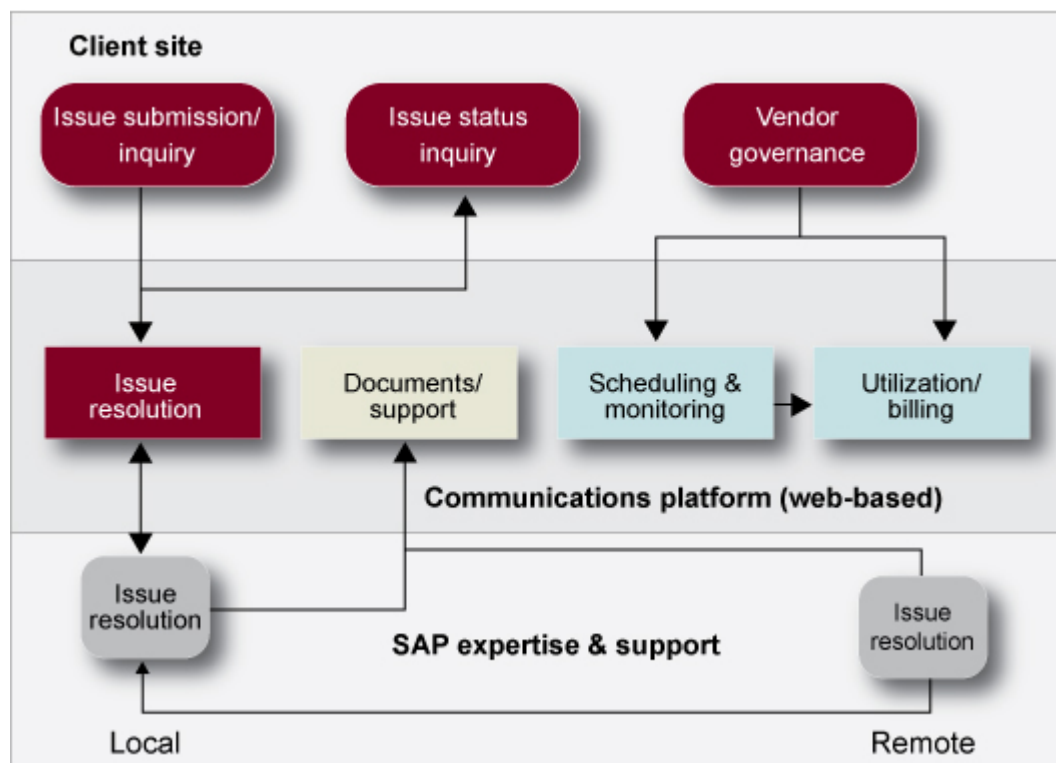 Client site
Issue submission/
inquiry
Issue status
inquiry
Vendor
governance
Issue
resolution
Documents/
support
Scheduling &
monitoring
Utilization/
billing
Communications platform (web-based)
Issue
resolution
SAP expertise & support
Issue
resolution
Local
Remote